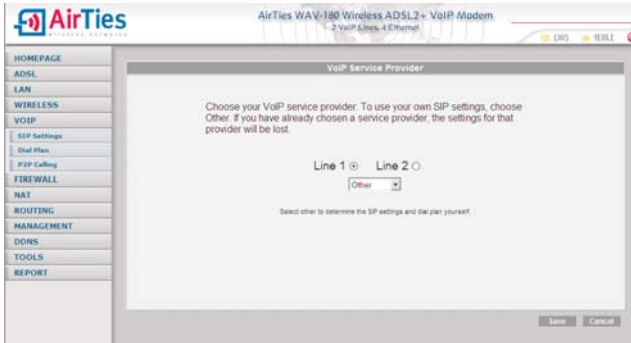 AirTies
wireless networks
AirTies WAV-180 Wireless ADSL2+ VoIP Modem
2 VoIP Lines, 4 Ethernet
HOMEPAGE
ADSL
LAN
WIRELESS
VOIP
SIP Settings
Dial Plan
P2P Calling
FIREWALL
NAT
ROUTING
MANAGEMENT
DDNS
TOOLS
REPORT
VoIP Service Provider
Choose your VoIP service provider. To use your own SIP settings, choose
Other. If you have already chosen a service provider, the settings for that
provider will be lost.
Line 1 Line 2
Other
Select other to determine the SIP settings and dial plan yourself.
Save Cancel